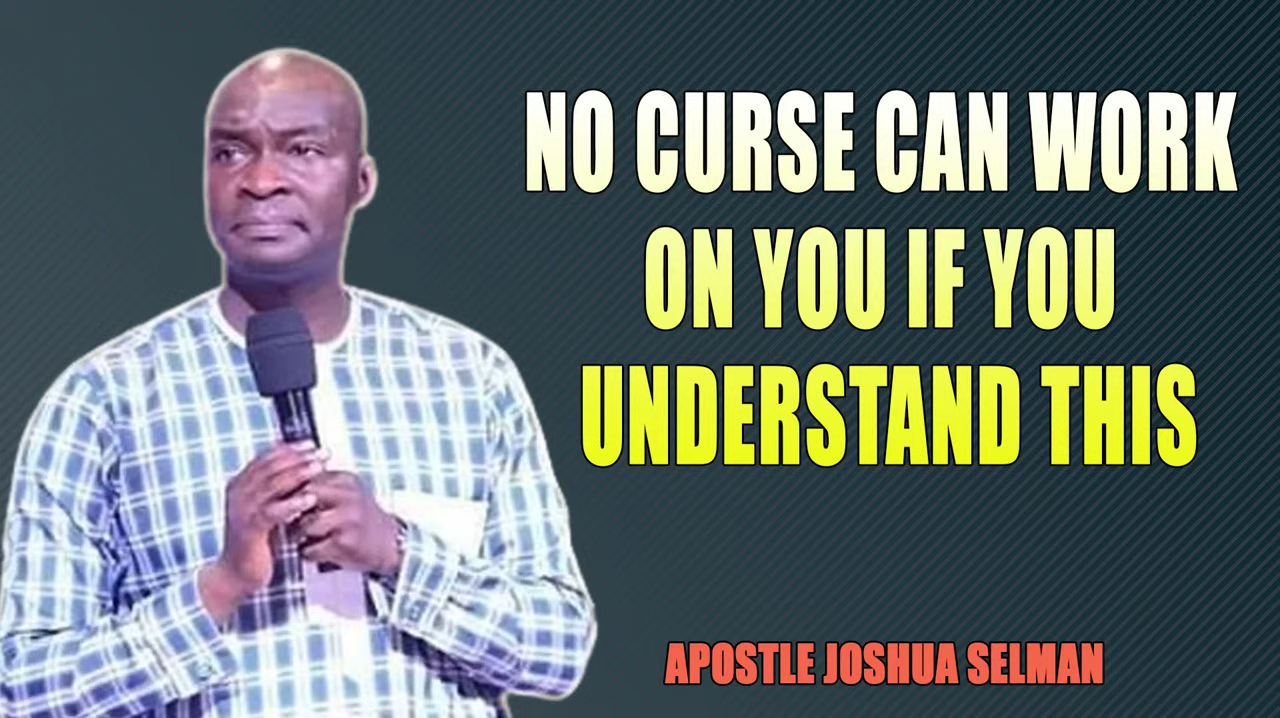 NO CURSE CAN WORK
ON YOU IF YOU
UNDERSTAND THIS
APOSTLE JOSHUA SELMAN